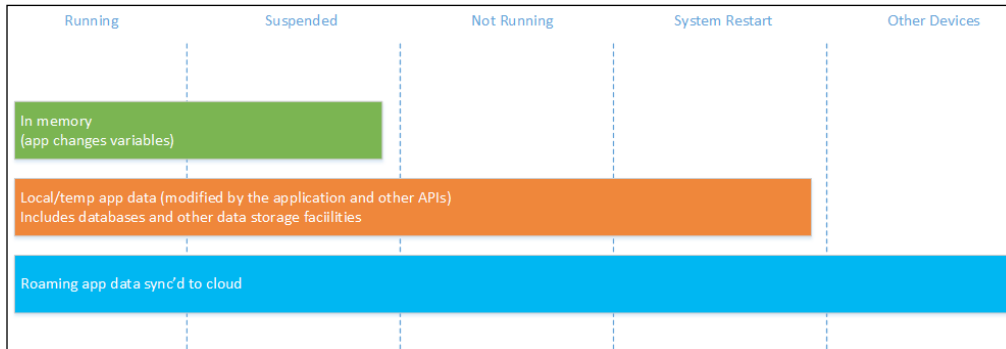 Running Suspended Not Running System Restart Other Devices
In memory
(app changes variables)
Local/temp app data (modified by the application and other APIs)
Includes databases and other data storage faciilities
Roaming app data sync'd to cloud